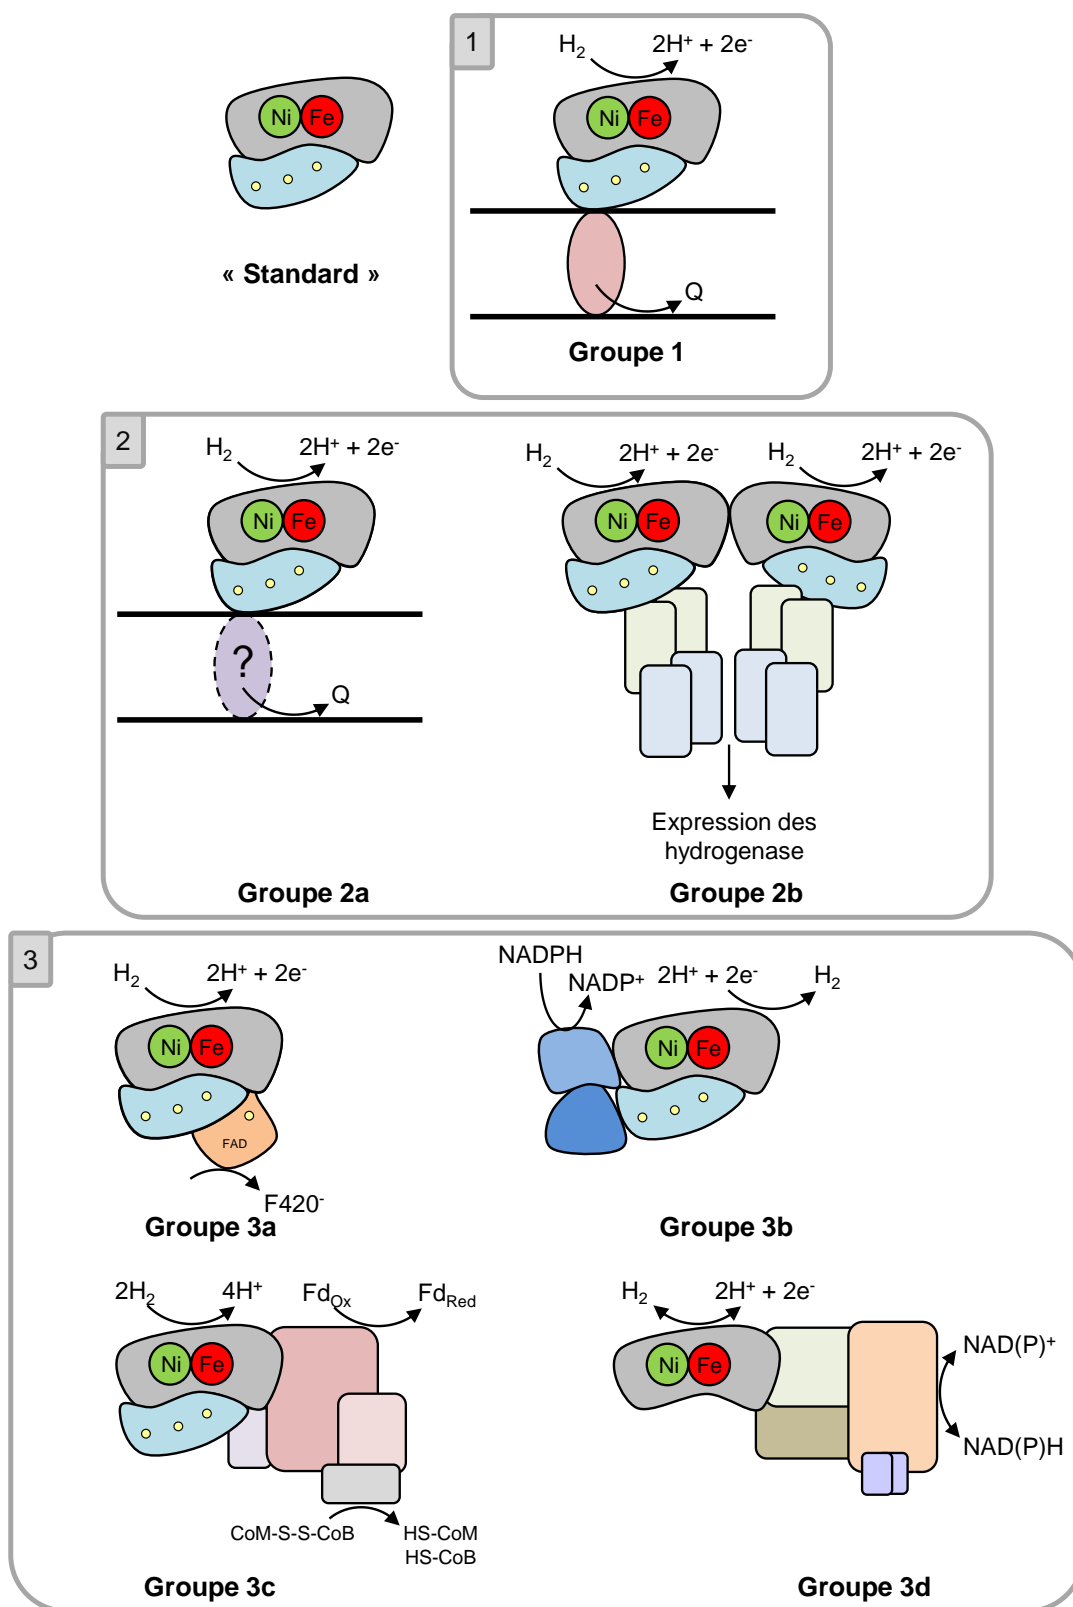 1
H2 2H+ + 2e-
Ni Fe
Ni Fe
« Standard »
Q
Groupe 1
2
H2 2H+ + 2e-
H2 2H+ + 2e-
H2 2H+ + 2e-
Ni Fe
Ni Fe
Ni Fe
?
Q
Expression des
hydrogenase
Groupe 2a
Groupe 2b
3
H2 2H+ + 2e-
NADPH
NADP+
2H+ + 2e- H2
Ni Fe
Ni Fe
FAD
F420-
Groupe 3a
Groupe 3b
2H2 4H+
FdOx FdRed
H2 2H+ + 2e-
Ni Fe
Ni Fe
NAD(P)+
NAD(P)H
CoM-S-S-CoB
HS-CoM
HS-CoB
Groupe 3c
Groupe 3d